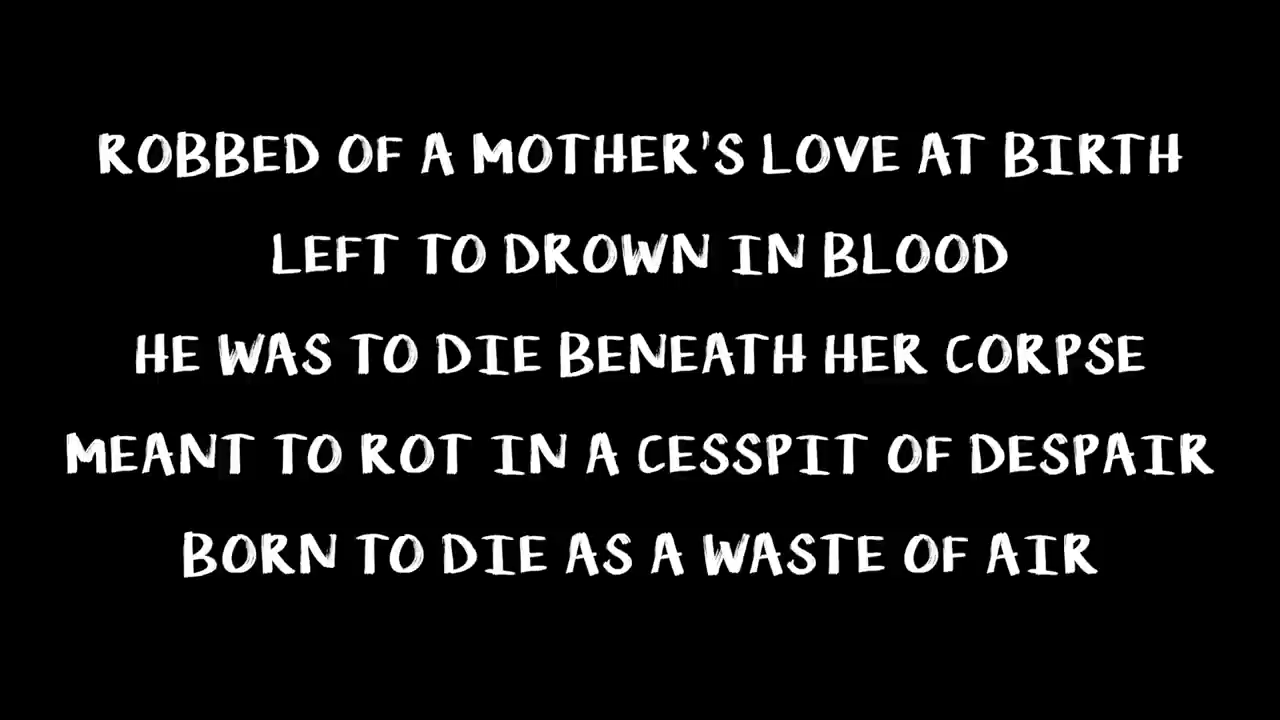 ROBBED OF A MOTHER'S LOVE AT BIRTH
LEFT TO DROWN IN BLOOD
HE WAS TO DIE BENEATH HER CORPSE
MEANT TO ROT IN A CESSPIT OF DESPAIR
BORN TO DIE AS A WASTE OF AIR